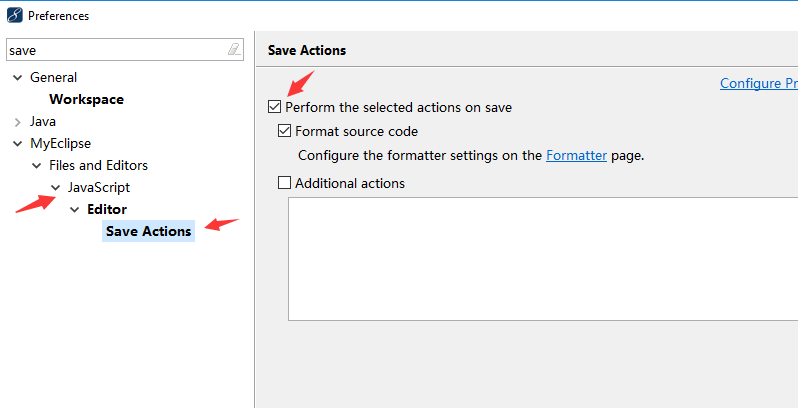 Preferences
save
General
Workspace
Java
MyEclipse
Files and Editors
JavaScript
Editor
Save Actions
Save Actions
Configure Pr
Perform the selected actions on save
Format source code
Configure the formatter settings on the Formatter page.
Additional actions